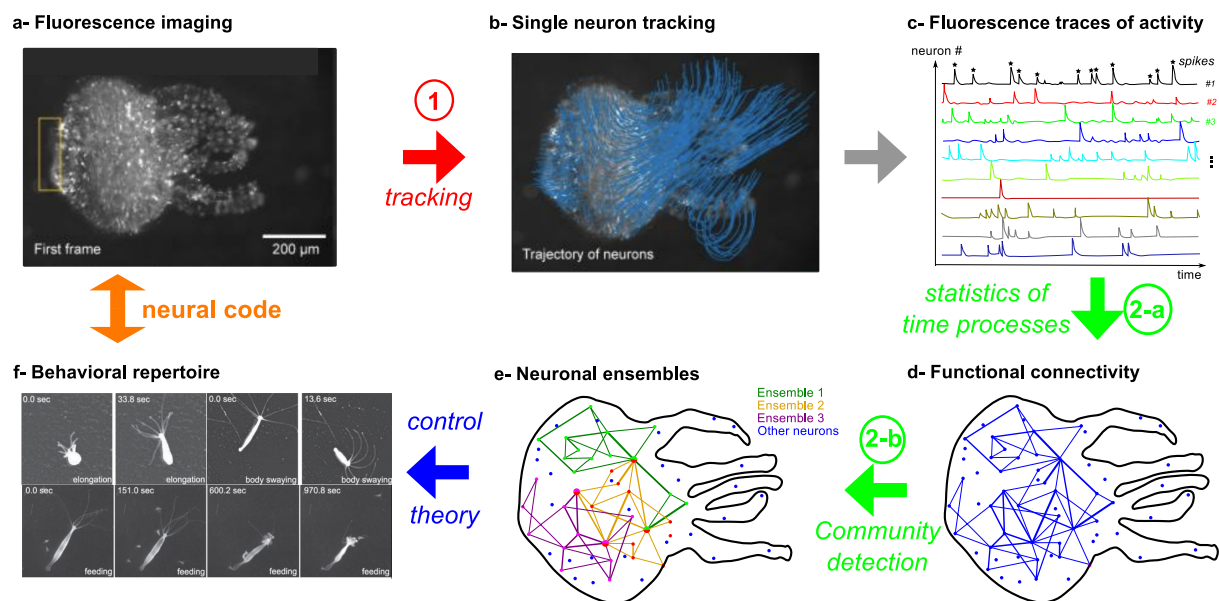 a- Fluorescence imaging
First frame
200 µm
1
tracking
b- Single neuron tracking
Trajectory of neurons
c- Fluorescence traces of activity
neuron #
spikes
#1
#2
#3
time
statistics of
time processes
2-a
neural code
f- Behavioral repertoire
0.0 sec
elongation
33.8 sec
elongation
0.0 sec
body swaying
13.6 sec
body swaying
0.0 sec
feeding
151.0 sec
feeding
600.2 sec
feeding
970.8 sec
feeding
control
theory
e- Neuronal ensembles
Ensemble 1
Ensemble 2
Ensemble 3
Other neurons
2-b
Community
detection
d- Functional connectivity